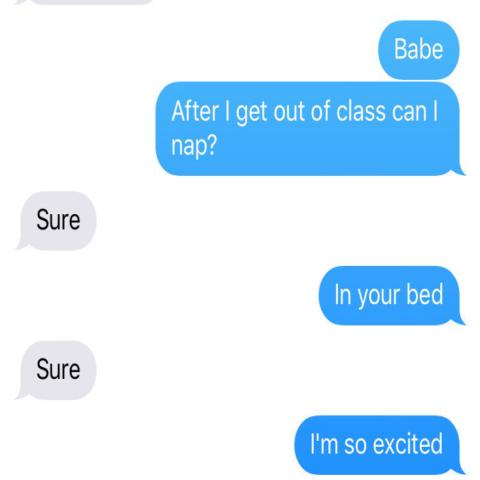 Babe
After I get out of class can I
nap?
Sure
In your bed
Sure
I'm so excited